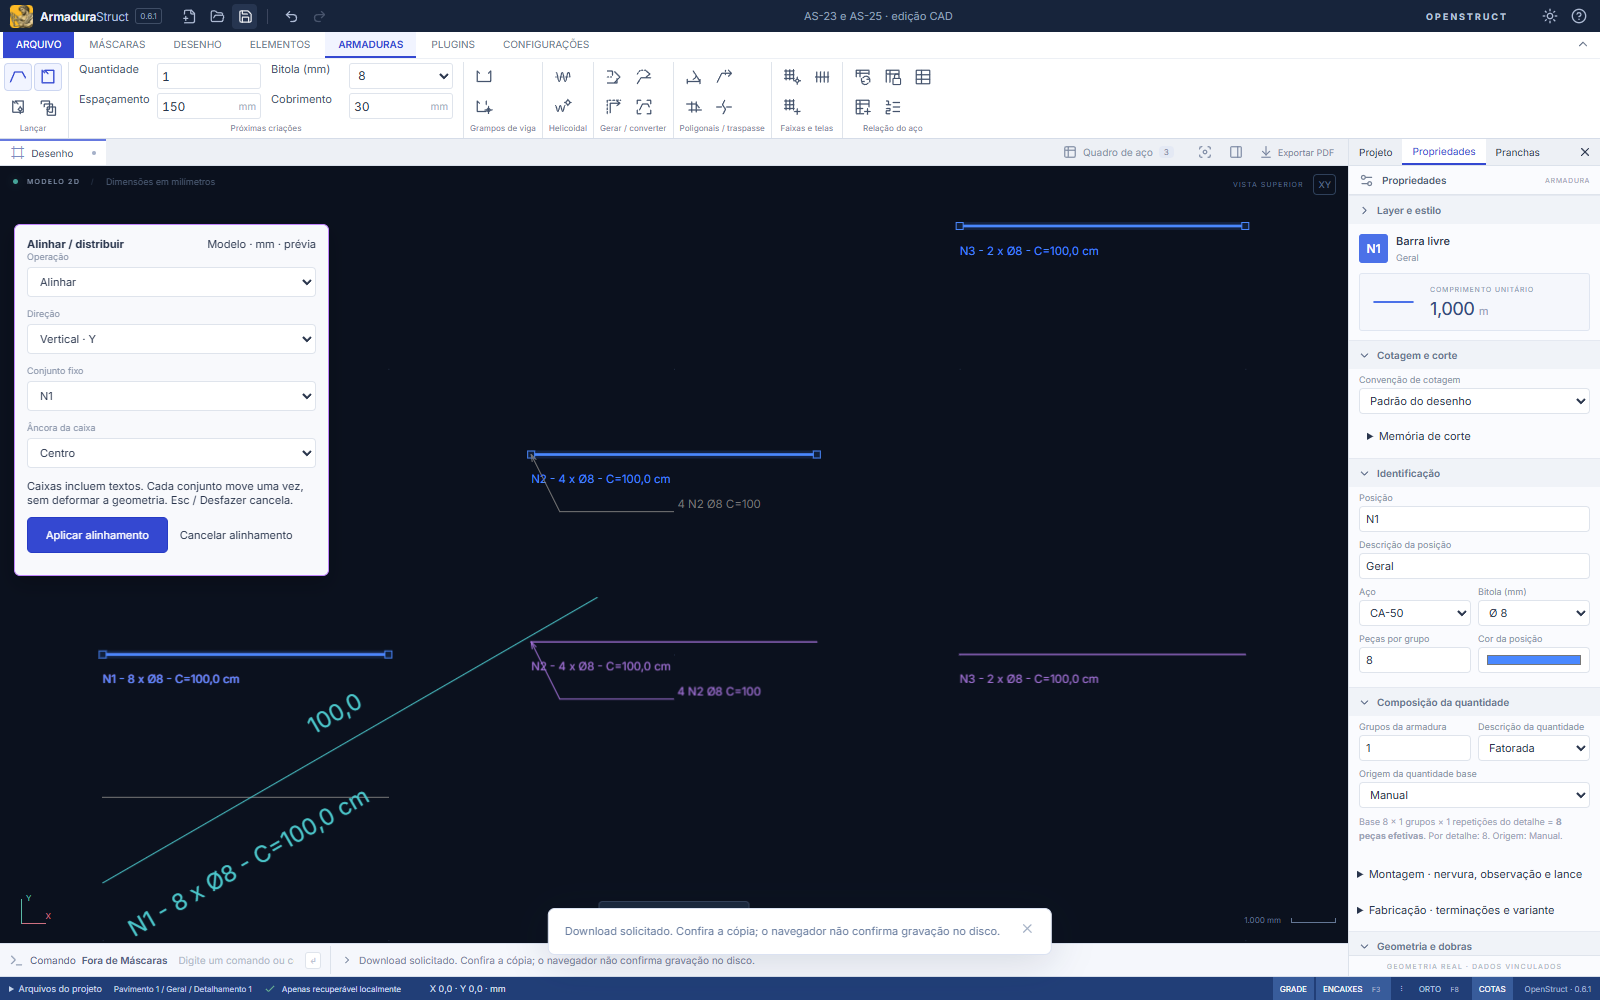 ArmaduraStruct 0.6.1
AS-23 e AS-25 · edição CAD
OPENSTRUCT
ARQUIVO MÁSCARAS DESENHO ELEMENTOS ARMADURAS PLUGINS CONFIGURAÇÕES
Quantidade 1 Bitola (mm) 8
Espaçamento 150 mm Cobrimento 30 mm
Lançar Próximas criações Grampos de viga Helicoidal Gerar / converter Poligonais / traspasse Faixas e telas Relação do aço
Desenho
Quadro de aço 3
Exportar PDF
Projeto Propriedades Pranchas
MODELO 2D / Dimensões em milímetros
VISTA SUPERIOR XY
Alinhar / distribuir Modelo · mm · prévia
Operação
Alinhar
Direção
Vertical · Y
Conjunto fixo
N1
Âncora da caixa
Centro
Caixas incluem textos. Cada conjunto move uma vez,
sem deformar a geometria. Esc / Desfazer cancela.
Aplicar alinhamento Cancelar alinhamento
N3 - 2 x Ø8 - C=100,0 cm
N2 - 4 x Ø8 - C=100,0 cm
4 N2 Ø8 C=100
N1 - 8 x Ø8 - C=100,0 cm
N2 - 4 x Ø8 - C=100,0 cm
4 N2 Ø8 C=100
N3 - 2 x Ø8 - C=100,0 cm
100,0
N1 - 8 x Ø8 - C=100,0 cm
Y
X
1.000 mm
Propriedades ARMADURA
Layer e estilo
N1 Barra livre
Geral
COMPRIMENTO UNITÁRIO
1,000 m
Cotagem e corte
Convenção de cotagem
Padrão do desenho
Memória de corte
Identificação
Posição
N1
Descrição da posição
Geral
Aço Bitola (mm)
CA-50 Ø 8
Peças por grupo Cor da posição
8
Composição da quantidade
Grupos da armadura Descrição da quantidade
1 Fatorada
Origem da quantidade base
Manual
Base 8 × 1 grupos × 1 repetições do detalhe = 8
peças efetivas. Por detalhe: 8. Origem: Manual.
Montagem · nervura, observação e lance
Fabricação · terminações e variante
Geometria e dobras
GEOMETRIA REAL · DADOS VINCULADOS
Download solicitado. Confira a cópia; o navegador não confirma gravação no disco.
Comando Fora de Máscaras Digite um comando ou c
Download solicitado. Confira a cópia; o navegador não confirma gravação no disco.
Arquivos do projeto Pavimento 1 / Geral / Detalhamento 1 Apenas recuperável localmente X 0,0 · Y 0,0 · mm
GRADE ENCAIXES F3 ORTO F8 COTAS OpenStruct · 0.6.1